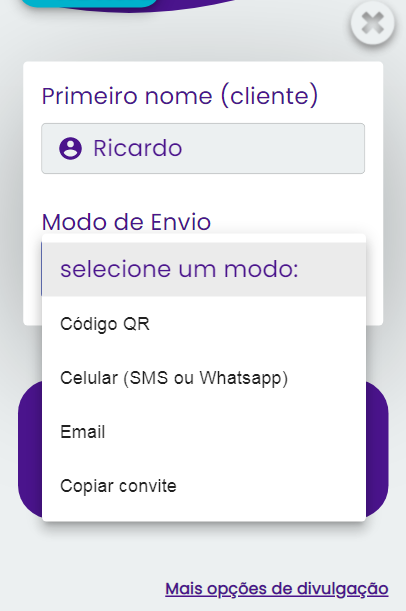 Primeiro nome (cliente)
Ricardo
Modo de Envio
selecione um modo:
Código QR
Celular (SMS ou Whatsapp)
Email
Copiar convite
Mais opções de divulgação